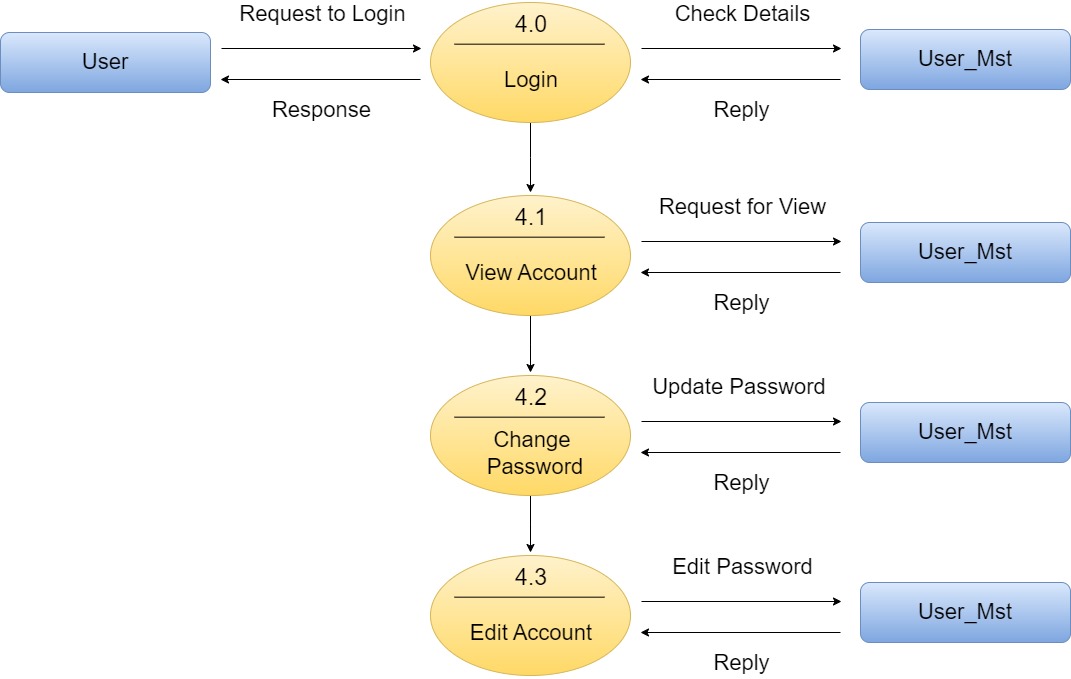 Request to Login
4.0
Check Details
User
Login
User_Mst
Response
Reply
4.1
Request for View
View Account
User_Mst
Reply
4.2
Update Password
Change
Password
User_Mst
Reply
4.3
Edit Password
Edit Account
User_Mst
Reply